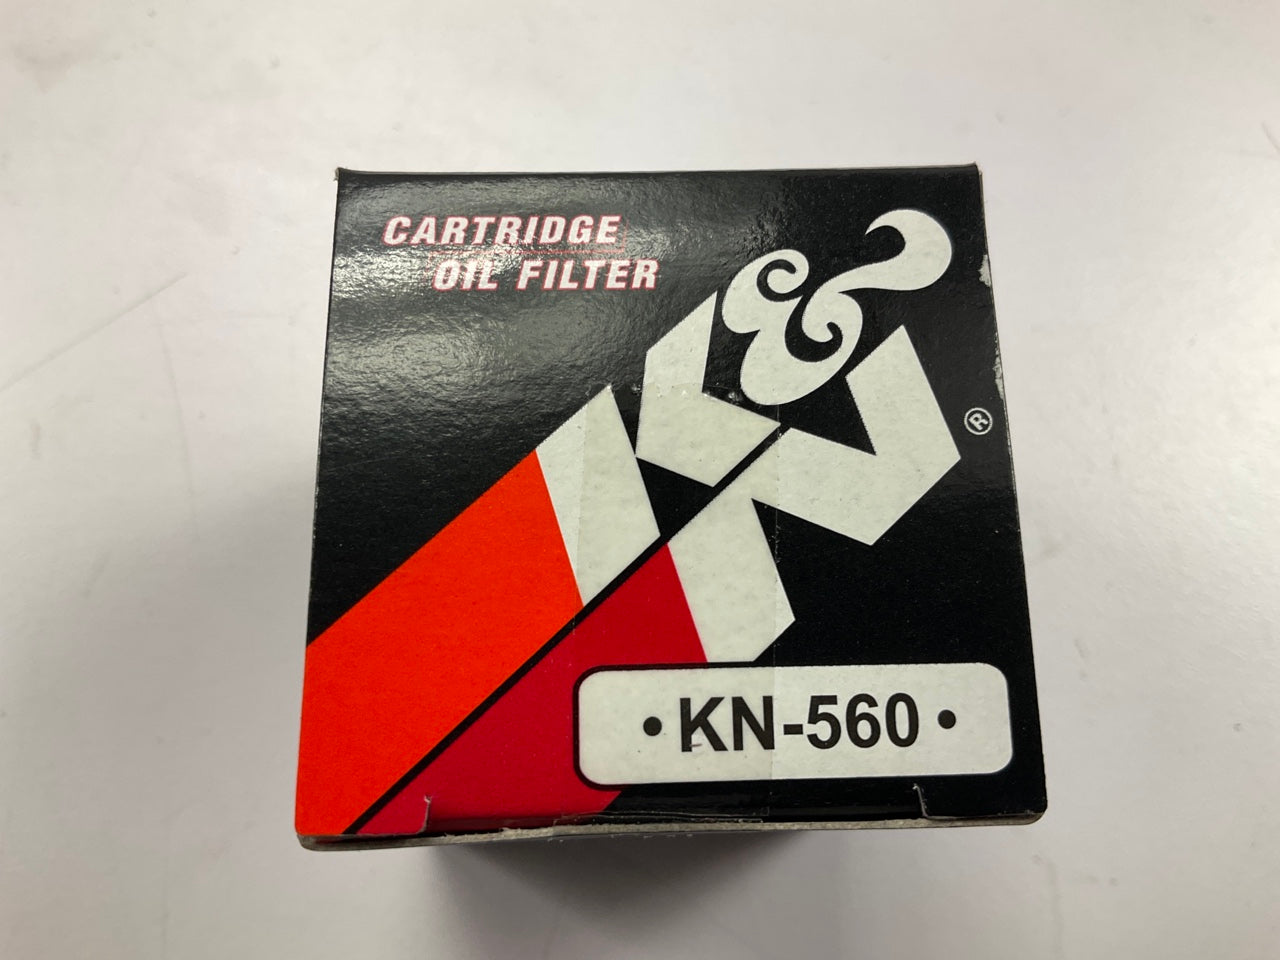 CARTRIDGE
OIL FILTER
K&N®
• KN-560 •